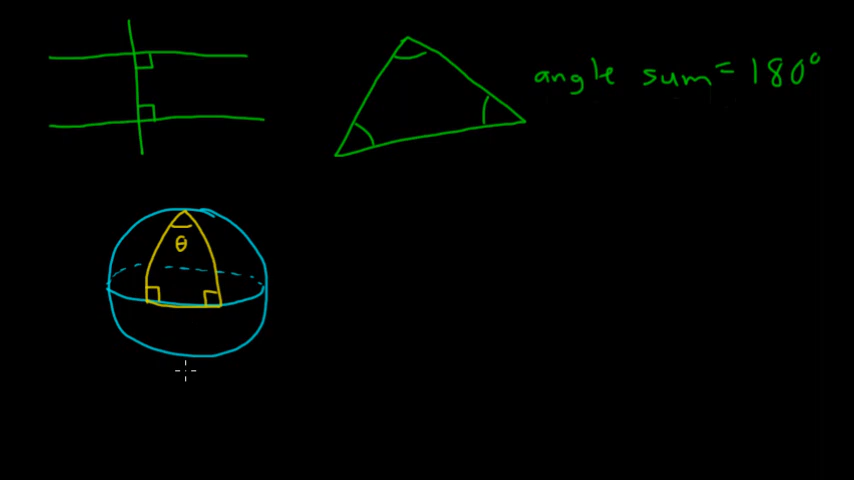 angle sum = 180°
θ